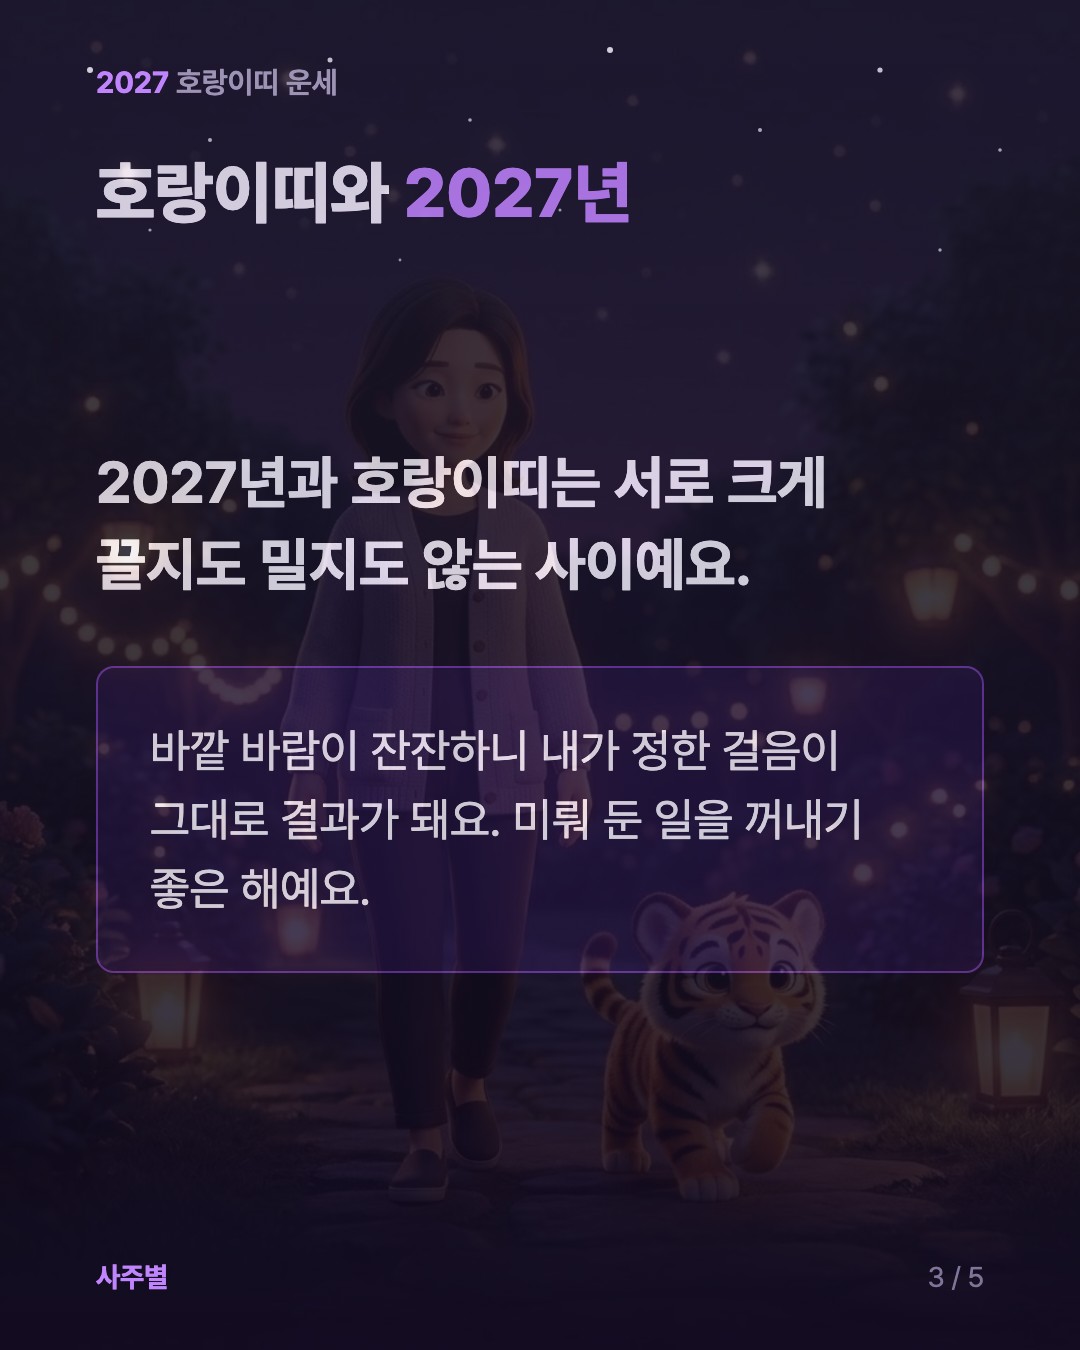 2027 호랑이띠 운세
호랑이띠와 2027년
2027년과 호랑이띠는 서로 크게
끌지도 밀지도 않는 사이예요.
바깥 바람이 잔잔하니 내가 정한 걸음이
그대로 결과가 돼요. 미뤄 둔 일을 꺼내기
좋은 해예요.
사주별
3 / 5